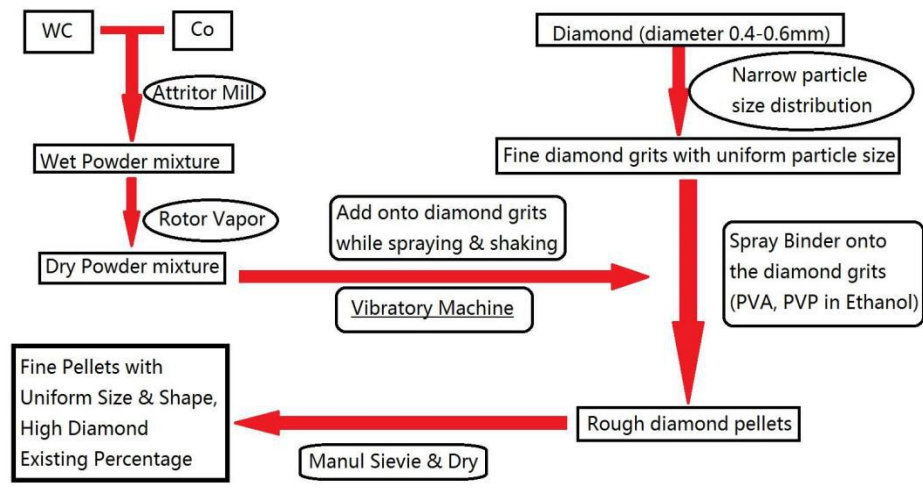 WC
Co
Attritor Mill
Wet Powder mixture
Rotor Vapor
Dry Powder mixture
Diamond (diameter 0.4-0.6mm)
Narrow particle
size distribution
Fine diamond grits with uniform particle size
Add onto diamond grits
while spraying & shaking
Vibratory Machine
Spray Binder onto
the diamond grits
(PVA, PVP in Ethanol)
Rough diamond pellets
Manul Sievie & Dry
Fine Pellets with
Uniform Size & Shape,
High Diamond
Existing Percentage